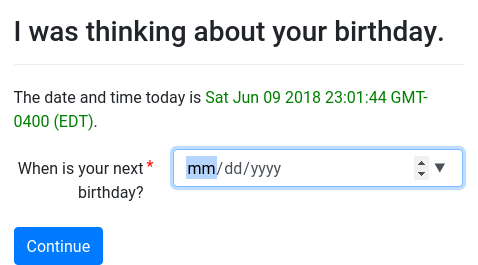 I was thinking about your birthday.
The date and time today is Sat Jun 09 2018 23:01:44 GMT-
0400 (EDT).
When is your next * mm/dd/yyyy
birthday?
Continue